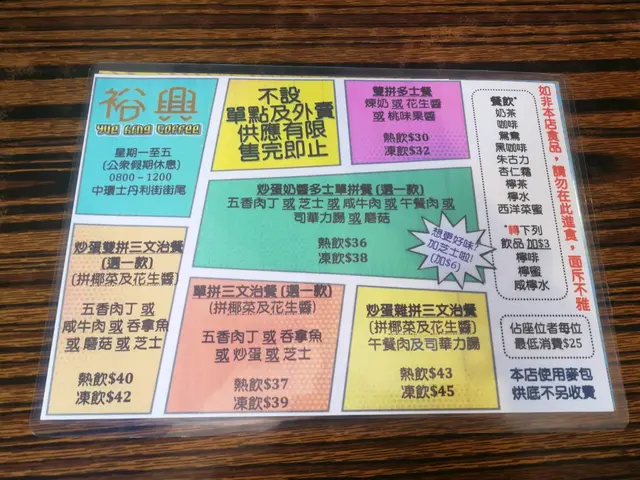 裕興
Yue Hing Coffee
星期一至五
(公眾假期休息)
0800－1200
中環士丹利街街尾
不設
單點及外賣
供應有限
售完即止
雙拼多士餐
煉奶 或 花生醬
或 桃味果醬
熱飲$30
凍飲$32
炒蛋奶醬多士單拼餐 (選一款)
五香肉丁 或 芝士 或 咸牛肉 或 午餐肉 或
司華力腸 或 蘑菇
熱飲$36
凍飲$38
想更好味!
加芝士啦!
(加$6)
炒蛋雙拼三文治餐
(選一款)
(拼椰菜及花生醬)
五香肉丁 或
咸牛肉 或 吞拿魚
或 蘑菇 或 芝士
熱飲$40
凍飲$42
單拼三文治餐 (選一款)
(拼椰菜及花生醬)
五香肉丁 或 吞拿魚
或 炒蛋 或 芝士
熱飲$37
凍飲$39
炒蛋雜拼三文治餐
(拼椰菜及花生醬)
午餐肉及司華力腸
熱飲$43
凍飲$45
餐飲*
奶茶
咖啡
鴛鴦
黑咖啡
朱古力
杏仁霜
檸茶
檸水
西洋菜蜜
*轉下列
飲品 加$3
檸啡
檸蜜
咸檸水
如非本店食品，請勿在此進食，面斥不雅
佔座位者每位
最低消費$25
本店使用麥包
烘底不另收費